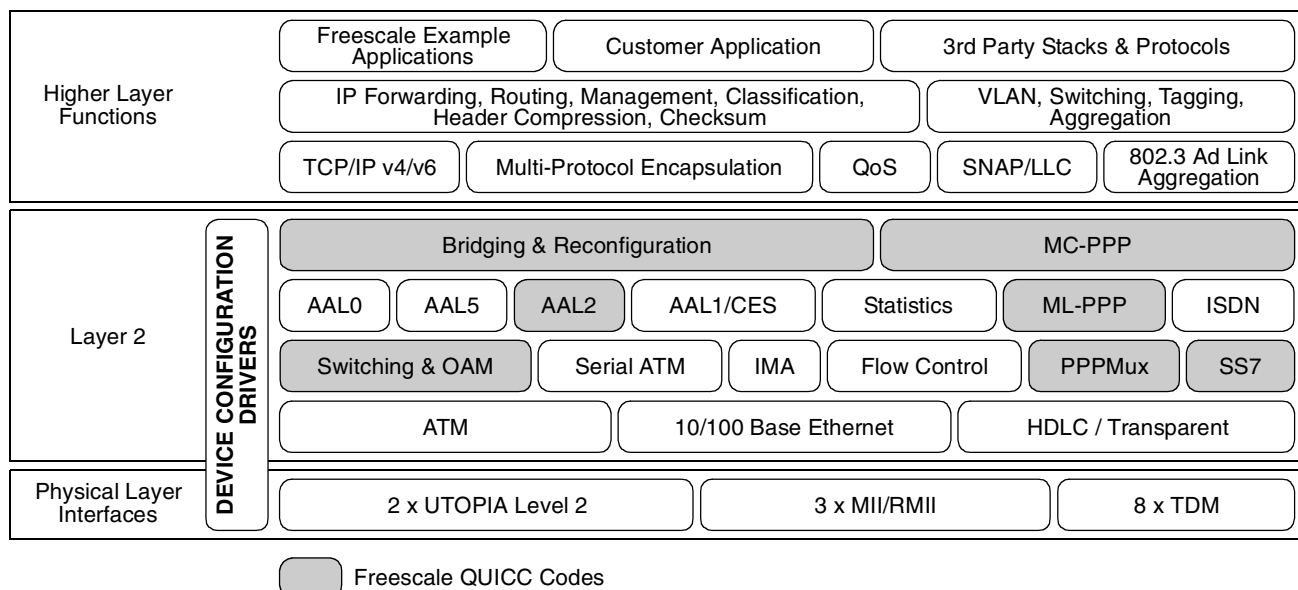 Freescale Example
Applications
Customer Application
3rd Party Stacks & Protocols
Higher Layer
Functions
IP Forwarding, Routing, Management, Classification,
Header Compression, Checksum
VLAN, Switching, Tagging,
Aggregation
TCP/IP v4/v6
Multi-Protocol Encapsulation
QoS
SNAP/LLC
802.3 Ad Link
Aggregation
Layer 2
DEVICE CONFIGURATION
DRIVERS
Bridging & Reconfiguration
MC-PPP
AAL0
AAL5
AAL2
AAL1/CES
Statistics
ML-PPP
ISDN
Switching & OAM
Serial ATM
IMA
Flow Control
PPPMux
SS7
ATM
10/100 Base Ethernet
HDLC / Transparent
Physical Layer
Interfaces
2 x UTOPIA Level 2
3 x MII/RMII
8 x TDM
Freescale QUICC Codes